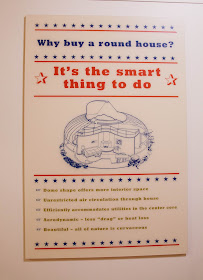 Why buy a round house?
It's the smart
thing to do
Dome shape offers more interior space
Unrestricted air circulation through house
Efficiently accommodates utilities in the center core
Aerodynamic – less "drag" or heat loss
Beautiful – all of nature is curvaceous